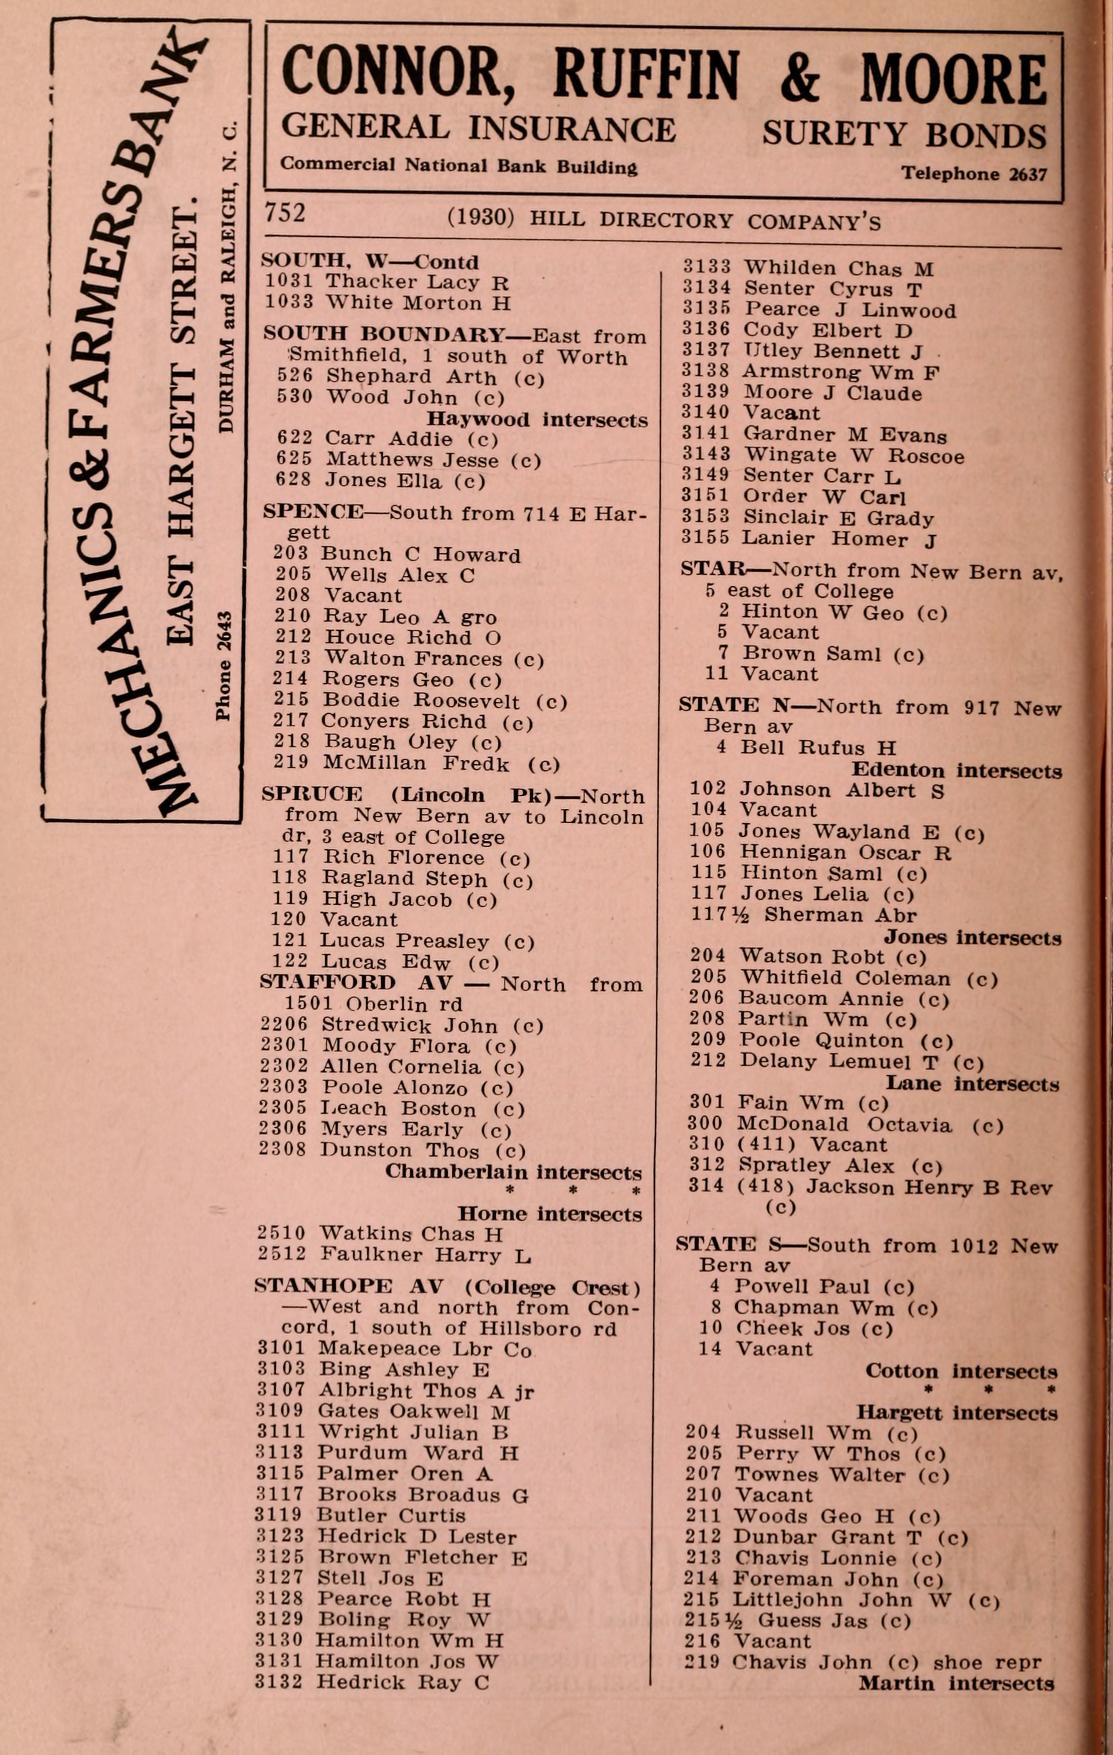 MECHANICS & FARMERS BANK
EAST HARGETT STREET.
Phone 2643 DURHAM and RALEIGH, N. C.
CONNOR, RUFFIN & MOORE
GENERAL INSURANCE SURETY BONDS
Commercial National Bank Building Telephone 2637
752 (1930) HILL DIRECTORY COMPANY'S
SOUTH, W—Contd
1031 Thacker Lacy R
1033 White Morton H
SOUTH BOUNDARY—East from
Smithfield, 1 south of Worth
526 Shephard Arth (c)
530 Wood John (c)
Haywood intersects
622 Carr Addie (c)
625 Matthews Jesse (c)
628 Jones Ella (c)
SPENCE—South from 714 E Har-
gett
203 Bunch C Howard
205 Wells Alex C
208 Vacant
210 Ray Leo A gro
212 Houce Richd O
213 Walton Frances (c)
214 Rogers Geo (c)
215 Boddie Roosevelt (c)
217 Conyers Richd (c)
218 Baugh Oley (c)
219 McMillan Fredk (c)
SPRUCE (Lincoln Pk)—North
from New Bern av to Lincoln
dr, 3 east of College
117 Rich Florence (c)
118 Ragland Steph (c)
119 High Jacob (c)
120 Vacant
121 Lucas Preasley (c)
122 Lucas Edw (c)
STAFFORD AV — North from
1501 Oberlin rd
2206 Stredwick John (c)
2301 Moody Flora (c)
2302 Allen Cornelia (c)
2303 Poole Alonzo (c)
2305 Leach Boston (c)
2306 Myers Early (c)
2308 Dunston Thos (c)
Chamberlain intersects
* * *
Horne intersects
2510 Watkins Chas H
2512 Faulkner Harry L
STANHOPE AV (College Crest)
—West and north from Con-
cord, 1 south of Hillsboro rd
3101 Makepeace Lbr Co
3103 Bing Ashley E
3107 Albright Thos A jr
3109 Gates Oakwell M
3111 Wright Julian B
3113 Purdum Ward H
3115 Palmer Oren A
3117 Brooks Broadus G
3119 Butler Curtis
3123 Hedrick D Lester
3125 Brown Fletcher E
3127 Stell Jos E
3128 Pearce Robt H
3129 Boling Roy W
3130 Hamilton Wm H
3131 Hamilton Jos W
3132 Hedrick Ray C
3133 Whilden Chas M
3134 Senter Cyrus T
3135 Pearce J Linwood
3136 Cody Elbert D
3137 Utley Bennett J
3138 Armstrong Wm F
3139 Moore J Claude
3140 Vacant
3141 Gardner M Evans
3143 Wingate W Roscoe
3149 Senter Carr L
3151 Order W Carl
3153 Sinclair E Grady
3155 Lanier Homer J
STAR—North from New Bern av,
5 east of College
2 Hinton W Geo (c)
5 Vacant
7 Brown Saml (c)
11 Vacant
STATE N—North from 917 New
Bern av
4 Bell Rufus H
Edenton intersects
102 Johnson Albert S
104 Vacant
105 Jones Wayland E (c)
106 Hennigan Oscar R
115 Hinton Saml (c)
117 Jones Lelia (c)
117½ Sherman Abr
Jones intersects
204 Watson Robt (c)
205 Whitfield Coleman (c)
206 Baucom Annie (c)
208 Partin Wm (c)
209 Poole Quinton (c)
212 Delany Lemuel T (c)
Lane intersects
301 Fain Wm (c)
300 McDonald Octavia (c)
310 (411) Vacant
312 Spratley Alex (c)
314 (418) Jackson Henry B Rev
(c)
STATE S—South from 1012 New
Bern av
4 Powell Paul (c)
8 Chapman Wm (c)
10 Cheek Jos (c)
14 Vacant
Cotton intersects
* * *
Hargett intersects
204 Russell Wm (c)
205 Perry W Thos (c)
207 Townes Walter (c)
210 Vacant
211 Woods Geo H (c)
212 Dunbar Grant T (c)
213 Chavis Lonnie (c)
214 Foreman John (c)
215 Littlejohn John W (c)
215½ Guess Jas (c)
216 Vacant
219 Chavis John (c) shoe repr
Martin intersects